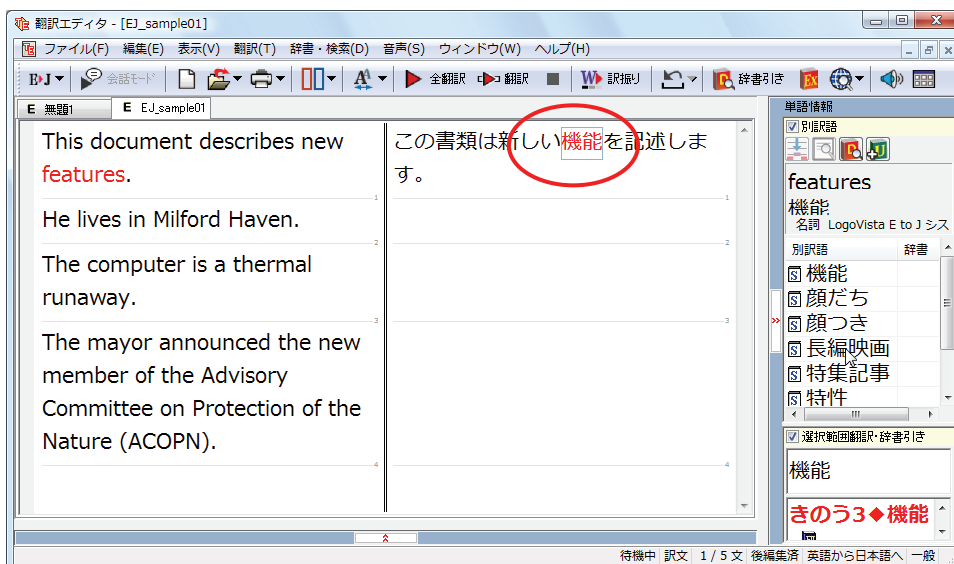 翻訳エディタ - [EJ_sample01]
ファイル(F) 編集(E) 表示(V) 翻訳(T) 辞書・検索(D) 音声(S) ウィンドウ(W) ヘルプ(H)
E▸J 会話モード A 全翻訳 翻訳 W 訳振り 辞書引き Ex
E 無題1 E EJ_sample01
This document describes new
features.
1
He lives in Milford Haven.
2
The computer is a thermal
runaway.
3
The mayor announced the new
member of the Advisory
Committee on Protection of the
Nature (ACOPN).
4
この書類は新しい機能を記述しま
す。
1
2
3
4
単語情報
別訳語
features
機能
名詞 LogoVista E to J シス
別訳語 辞書
S 機能
S 顔だち
S 顔つき
S 長編映画
S 特集記事
S 特性
選択範囲翻訳・辞書引き
機能
きのう3◆機能
待機中 訳文 1 / 5 文 後編集済 英語から日本語へ 一般